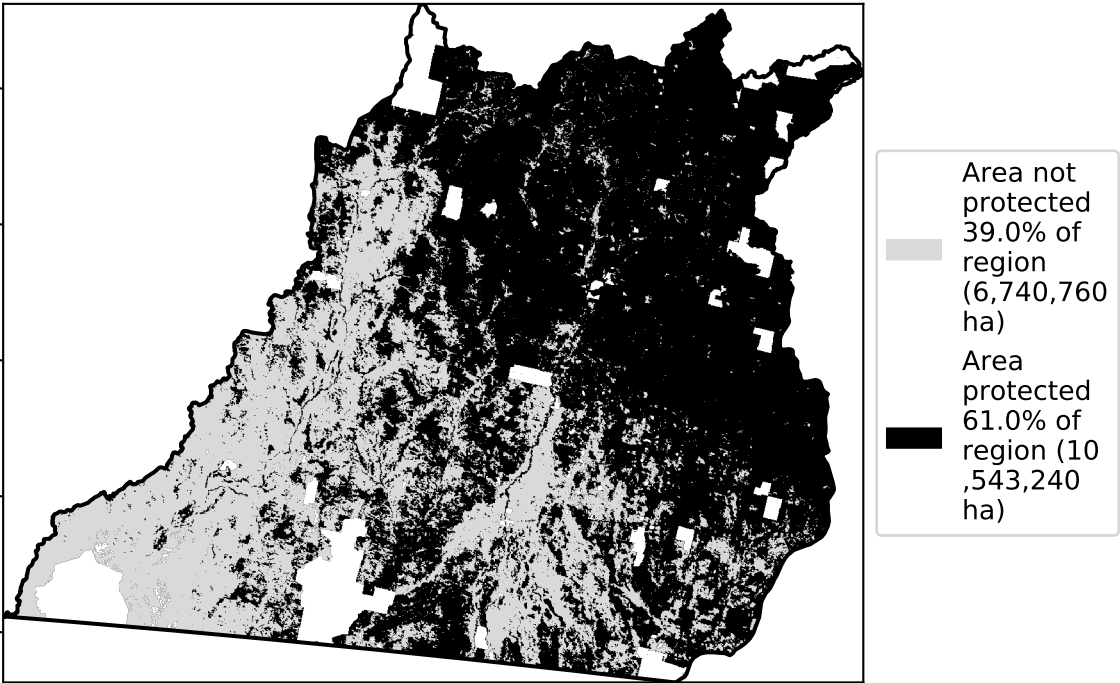 Area not
protected
39.0% of
region
(6,740,760
ha)
Area
protected
61.0% of
region (10
,543,240
ha)